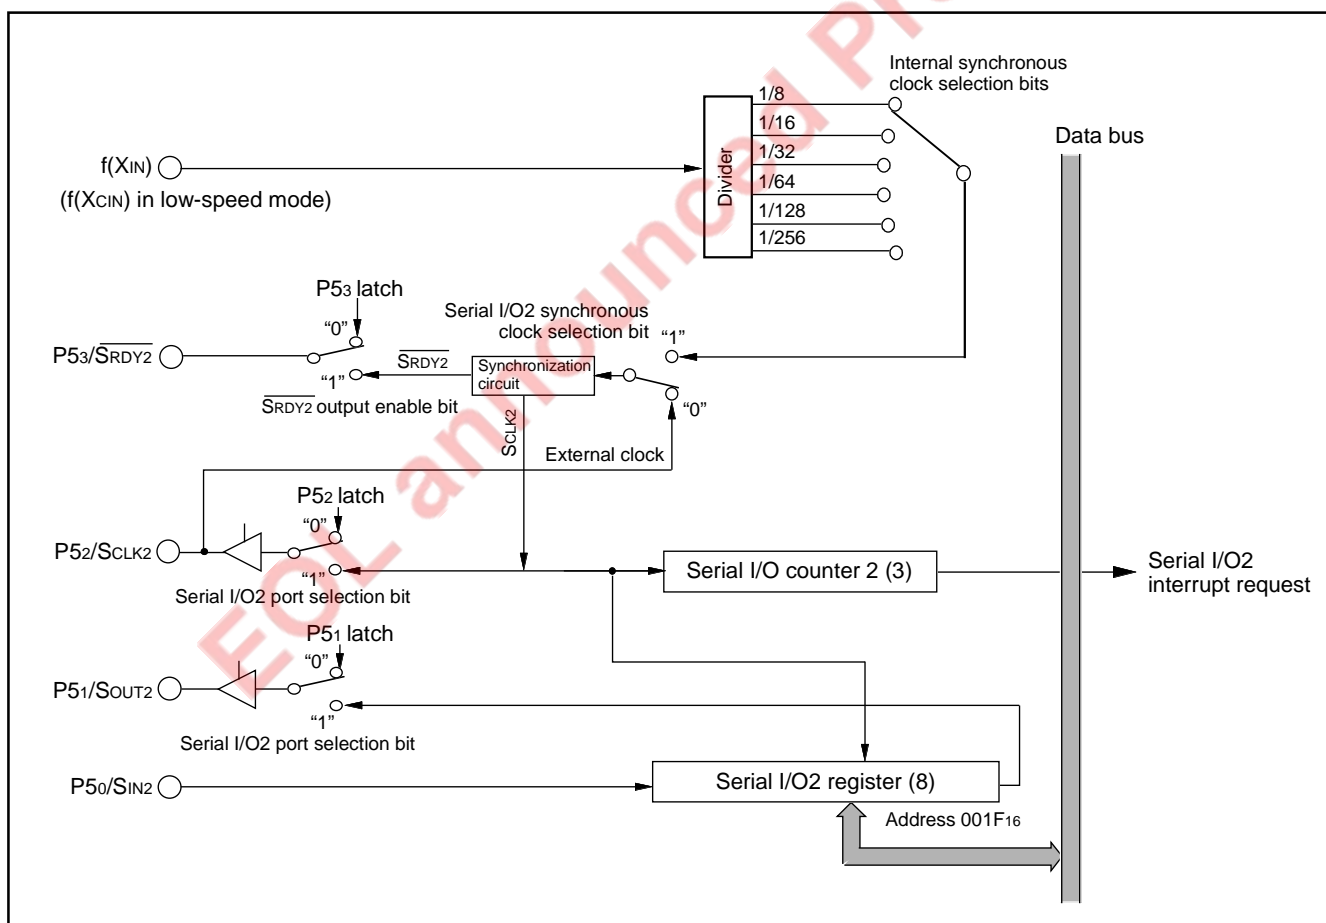 EOL announced Pro
Internal synchronous
clock selection bits
1/8
1/16
1/32
1/64
1/128
1/256
Divider
Data bus
f(XIN)
(f(XCIN) in low-speed mode)
P53 latch
"0"
P53/SRDY2
"1"
SRDY2 output enable bit
SRDY2
Serial I/O2 synchronous
clock selection bit
Synchronization
circuit
"1"
"0"
SCLK2
External clock
P52 latch
"0"
P52/SCLK2
"1"
Serial I/O2 port selection bit
Serial I/O counter 2 (3)
Serial I/O2
interrupt request
P51 latch
"0"
P51/SOUT2
"1"
Serial I/O2 port selection bit
P50/SIN2
Serial I/O2 register (8)
Address 001F16